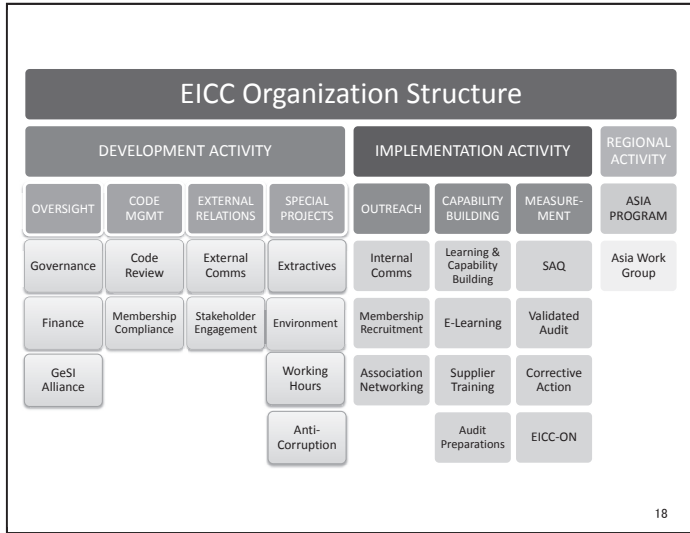 EICC Organization Structure
DEVELOPMENT ACTIVITY
IMPLEMENTATION ACTIVITY
REGIONAL
ACTIVITY
OVERSIGHT
CODE
MGMT
EXTERNAL
RELATIONS
SPECIAL
PROJECTS
OUTREACH
CAPABILITY
BUILDING
MEASURE-
MENT
ASIA
PROGRAM
Governance
Code
Review
External
Comms
Extractives
Internal
Comms
Learning &
Capability
Building
SAQ
Asia Work
Group
Finance
Membership
Compliance
Stakeholder
Engagement
Environment
Membership
Recruitment
E-Learning
Validated
Audit
GeSI
Alliance
Working
Hours
Association
Networking
Supplier
Training
Corrective
Action
Anti-
Corruption
Audit
Preparations
EICC-ON
18